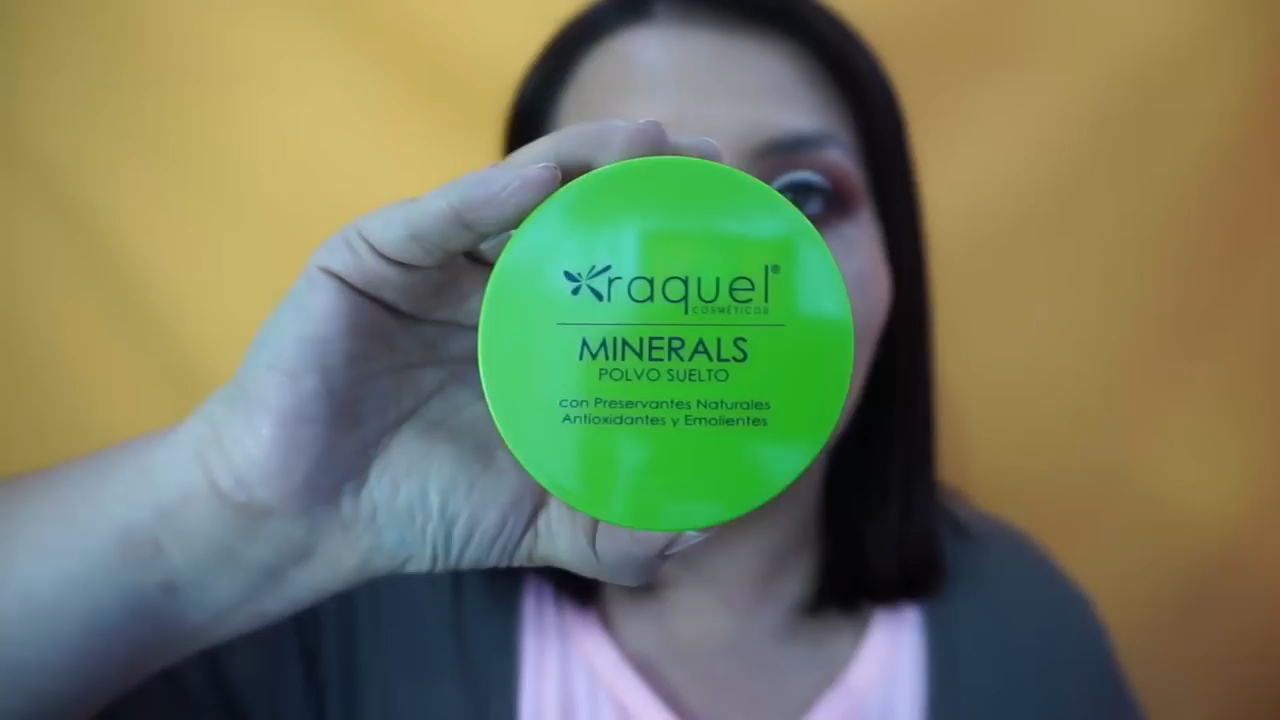 raquel®
COSMÉTICOS
MINERALS
POLVO SUELTO
con Preservantes Naturales
Antioxidantes y Emolientes